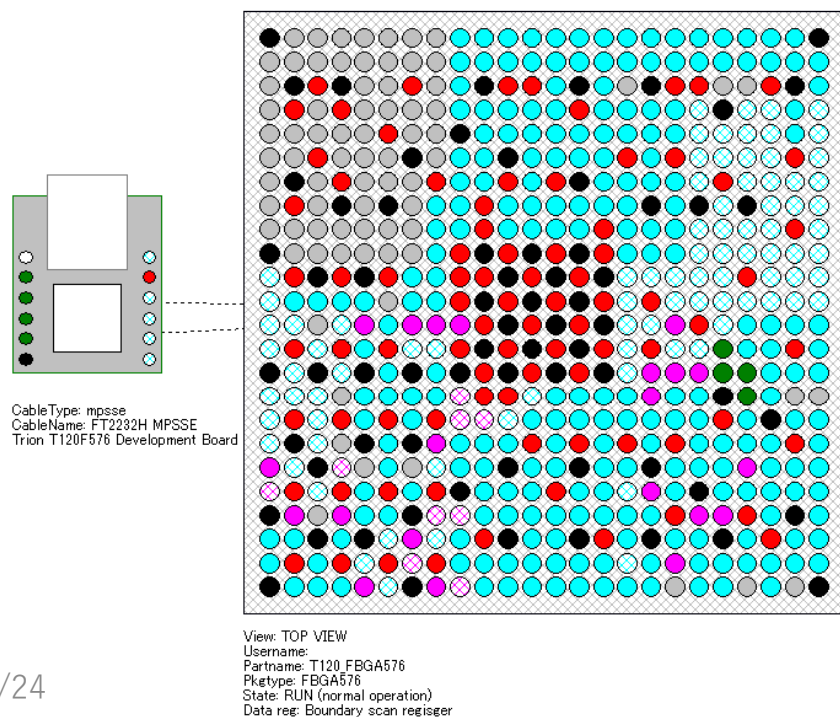 CableType: mpsse
CableName: FT2232H MPSSE
Trion T120F576 Development Board
View: TOP VIEW
Username:
Partname: T120_FBGA576
Pkgtype: FBGA576
State: RUN (normal operation)
Data reg: Boundary scan regisger
/24